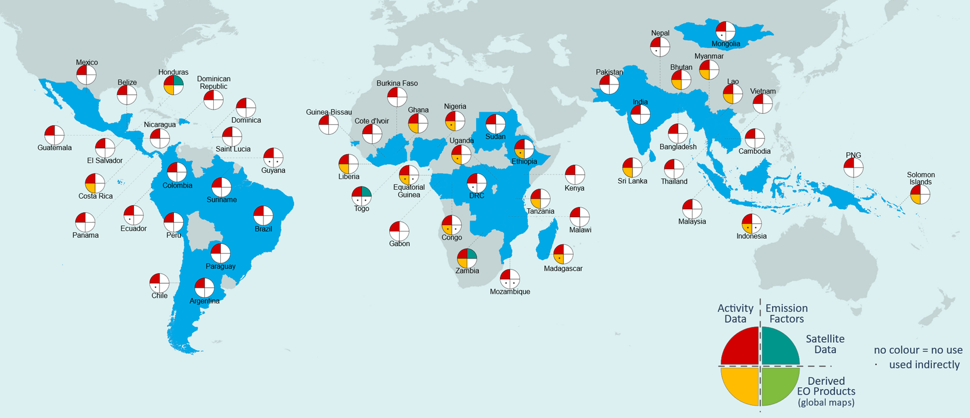 Mexico
Belize
Honduras
Dominican
Republic
Dominica
Guatemala
Nicaragua
El Salvador
Saint Lucia
Guyana
Costa Rica
Colombia
Suriname
Panama
Ecuador
Peru
Brazil
Paraguay
Chile
Argentina
Burkina Faso
Guinea-Bissau
Cote d'Ivoir
Ghana
Nigeria
Sudan
Uganda
Ethiopia
Liberia
Togo
Equatorial
Guinea
DRC
Kenya
Tanzania
Malawi
Gabon
Congo
Zambia
Madagascar
Mozambique
Nepal
Mongolia
Myanmar
Bhutan
Pakistan
Lao
Vietnam
India
Bangladesh
Cambodia
Sri Lanka
Thailand
PNG
Solomon
Islands
Malaysia
Indonesia
Activity
Data
Emission
Factors
Satellite
Data
Derived
EO Products
(global maps)
no colour = no use
· used indirectly